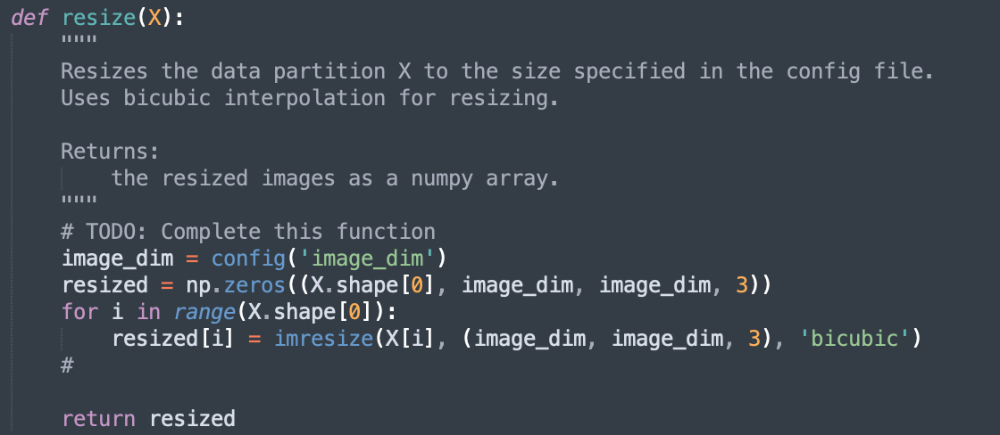 def resize(X):
    """
    Resizes the data partition X to the size specified in the config file.
    Uses bicubic interpolation for resizing.

    Returns:
        the resized images as a numpy array.
    """
    # TODO: Complete this function
    image_dim = config('image_dim')
    resized = np.zeros((X.shape[0], image_dim, image_dim, 3))
    for i in range(X.shape[0]):
        resized[i] = imresize(X[i], (image_dim, image_dim, 3), 'bicubic')
    #

    return resized